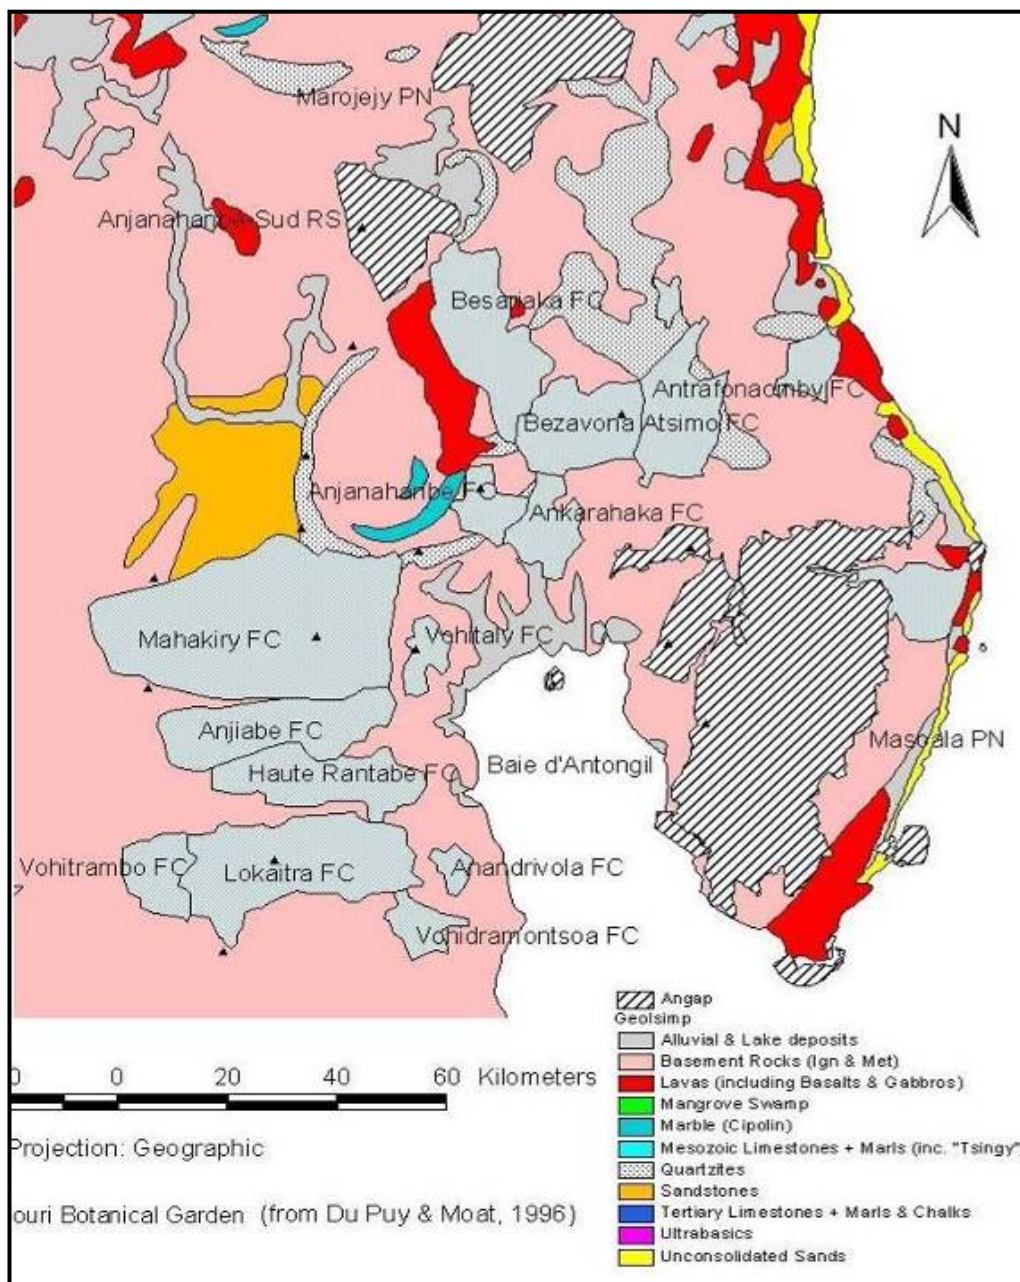 Marojejy PN
N
Anjanaharibe-Sud RS
Besariaka FC
Antrafonaomby FC
Bezavona Atsimo FC
Anjanaharibe FC
Ankarahaka FC
Mahakiry FC
Vohitaly FC
Anjiabe FC
Masoala PN
Haute Rantabe FC
Baie d'Antongil
Vohitrambo FC
Lokaitra FC
Anandrivola FC
Vohidramontsoa FC
Angap
Geolsimp
Alluvial & Lake deposits
Basement Rocks (Ign & Met)
Lavas (including Basalts & Gabbros)
Mangrove Swamp
Marble (Cipolin)
Mesozoic Limestones + Marls (inc. "Tsingy"
Quartzites
Sandstones
Tertiary Limestones + Marls & Chalks
Ultrabasics
Unconsolidated Sands
0 0 20 40 60 Kilometers
Projection: Geographic
ouri Botanical Garden (from Du Puy & Moat, 1996)